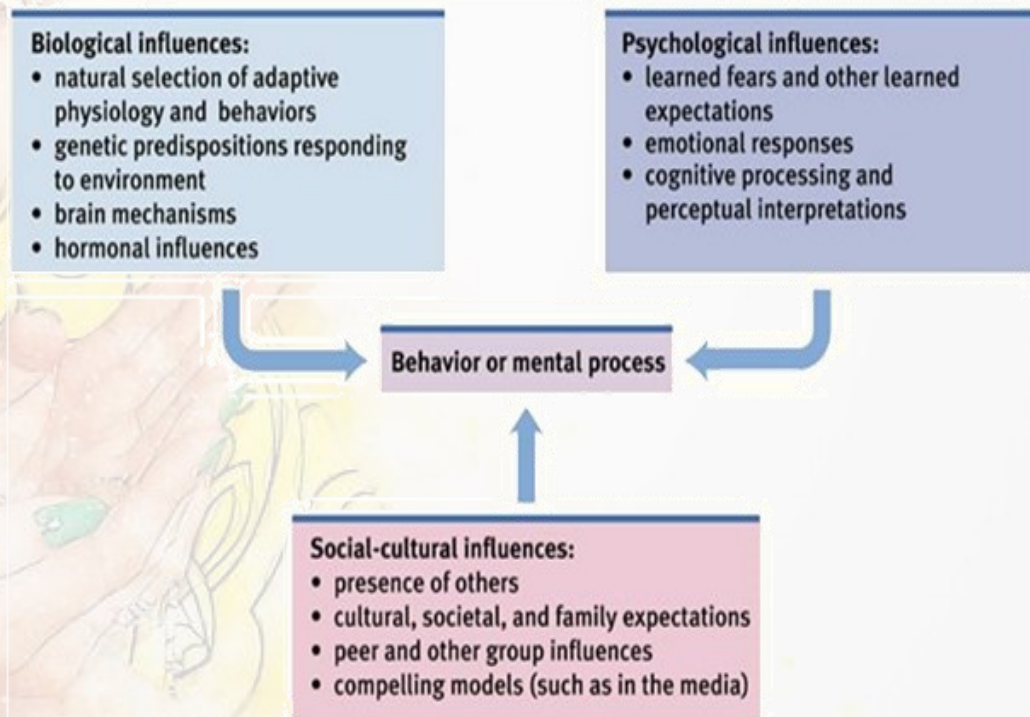 Biological influences:
• natural selection of adaptive
physiology and behaviors
• genetic predispositions responding
to environment
• brain mechanisms
• hormonal influences
Psychological influences:
• learned fears and other learned
expectations
• emotional responses
• cognitive processing and
perceptual interpretations
Behavior or mental process
Social-cultural influences:
• presence of others
• cultural, societal, and family expectations
• peer and other group influences
• compelling models (such as in the media)